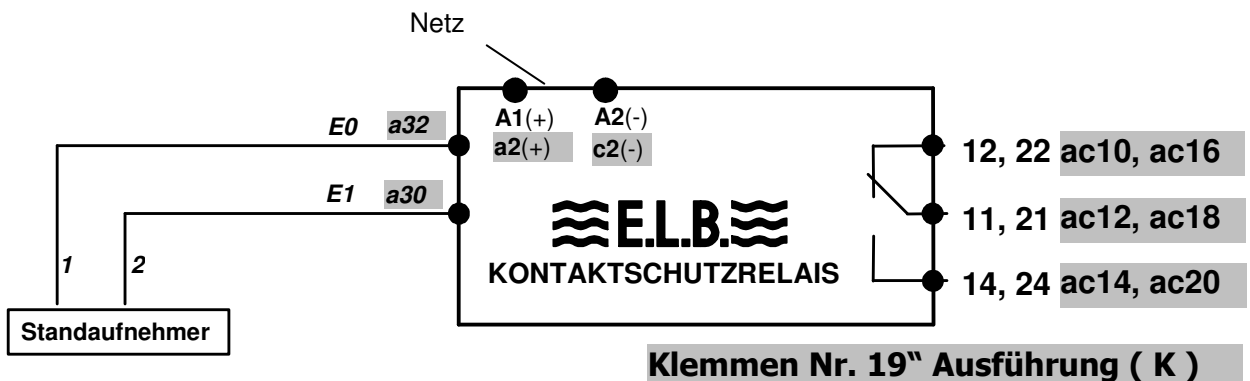 Netz
A1(+) A2(-)
E0 a32 a2(+) c2(-)
12, 22 ac10, ac16
E1 a30
11, 21 ac12, ac18
E.L.B.
KONTAKTSCHUTZRELAIS
1 2
14, 24 ac14, ac20
Standaufnehmer
Klemmen Nr. 19“ Ausführung ( K )